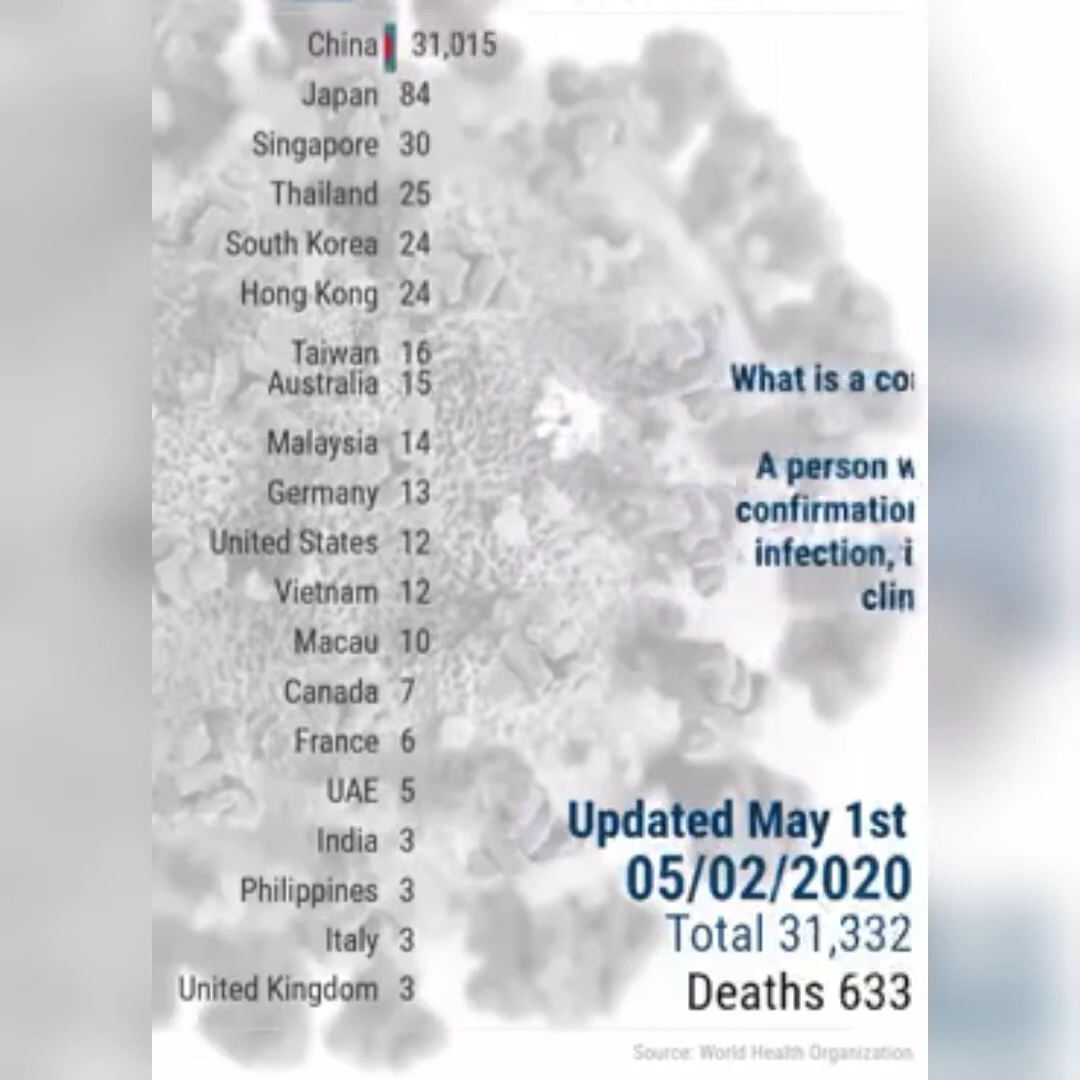 China 31,015
Japan 84
Singapore 30
Thailand 25
South Korea 24
Hong Kong 24
Taiwan 16
Australia 15
Malaysia 14
Germany 13
United States 12
Vietnam 12
Macau 10
Canada 7
France 6
UAE 5
India 3
Philippines 3
Italy 3
United Kingdom 3
What is a co
A person
confirmatio
infection, i
clin
Updated May 1st
05/02/2020
Total 31,332
Deaths 633
Source: World Health Organization